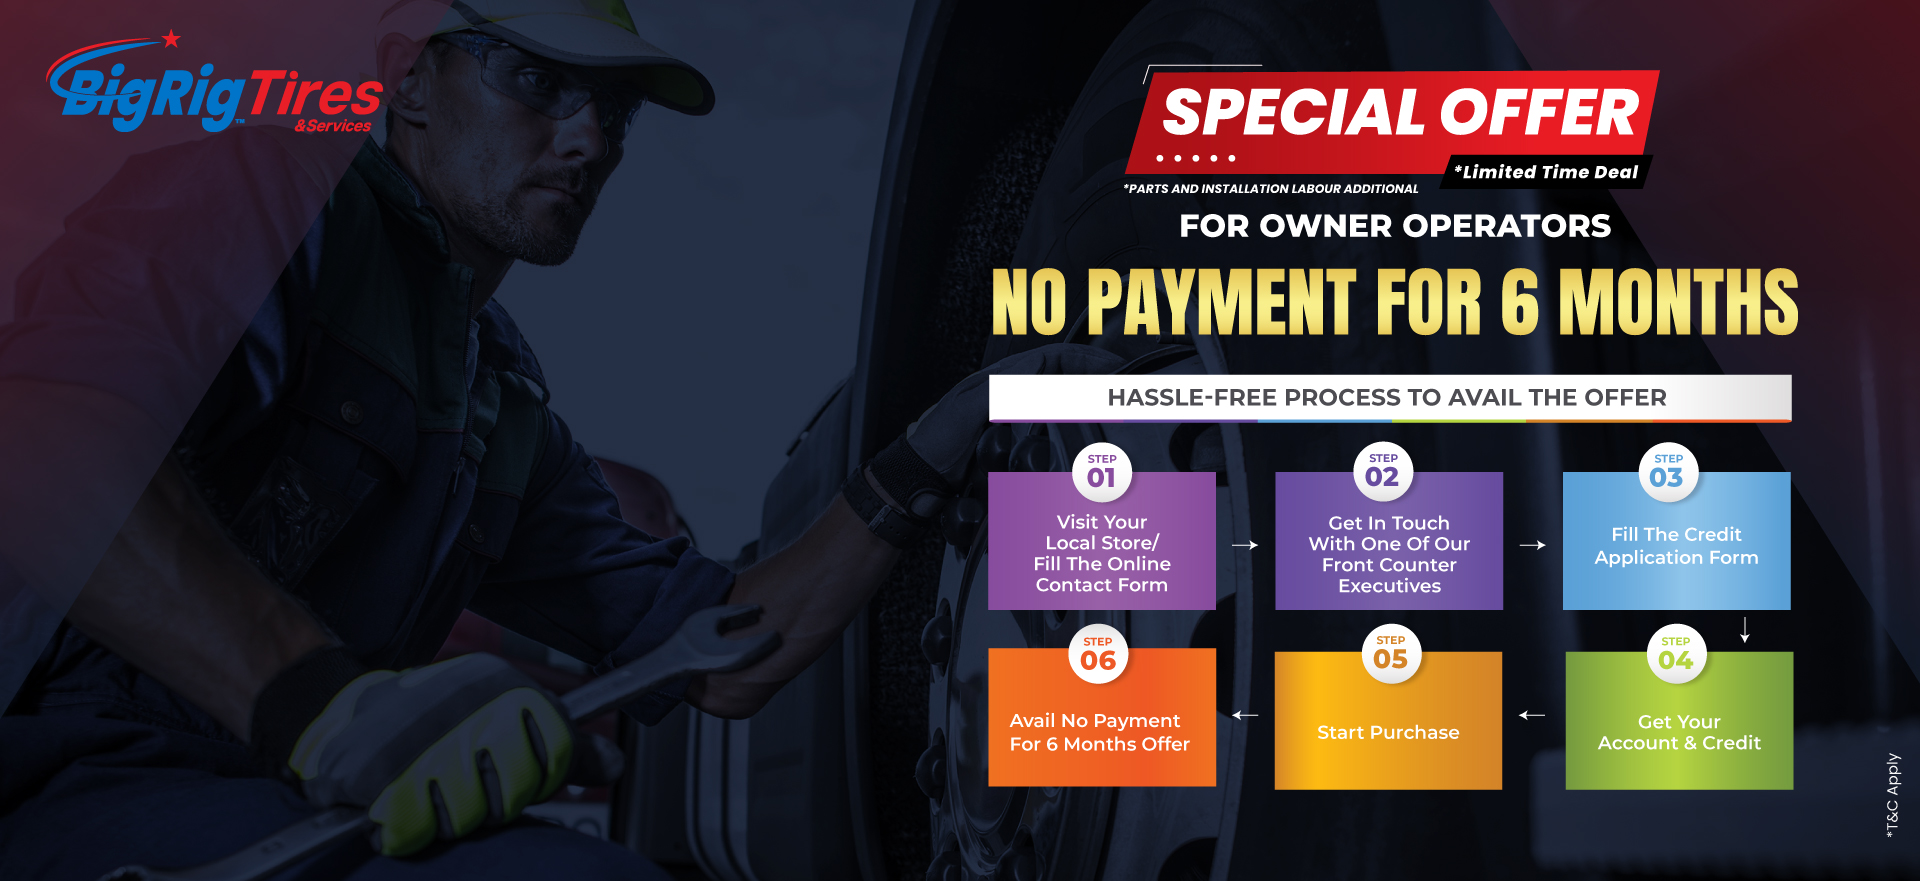 BigRigTires™
&Services
SPECIAL OFFER
*Limited Time Deal
*PARTS AND INSTALLATION LABOUR ADDITIONAL
FOR OWNER OPERATORS
NO PAYMENT FOR 6 MONTHS
HASSLE-FREE PROCESS TO AVAIL THE OFFER
STEP
01
Visit Your
Local Store/
Fill The Online
Contact Form
STEP
02
Get In Touch
With One Of Our
Front Counter
Executives
STEP
03
Fill The Credit
Application Form
STEP
04
Get Your
Account & Credit
STEP
05
Start Purchase
STEP
06
Avail No Payment
For 6 Months Offer
*T&C Apply